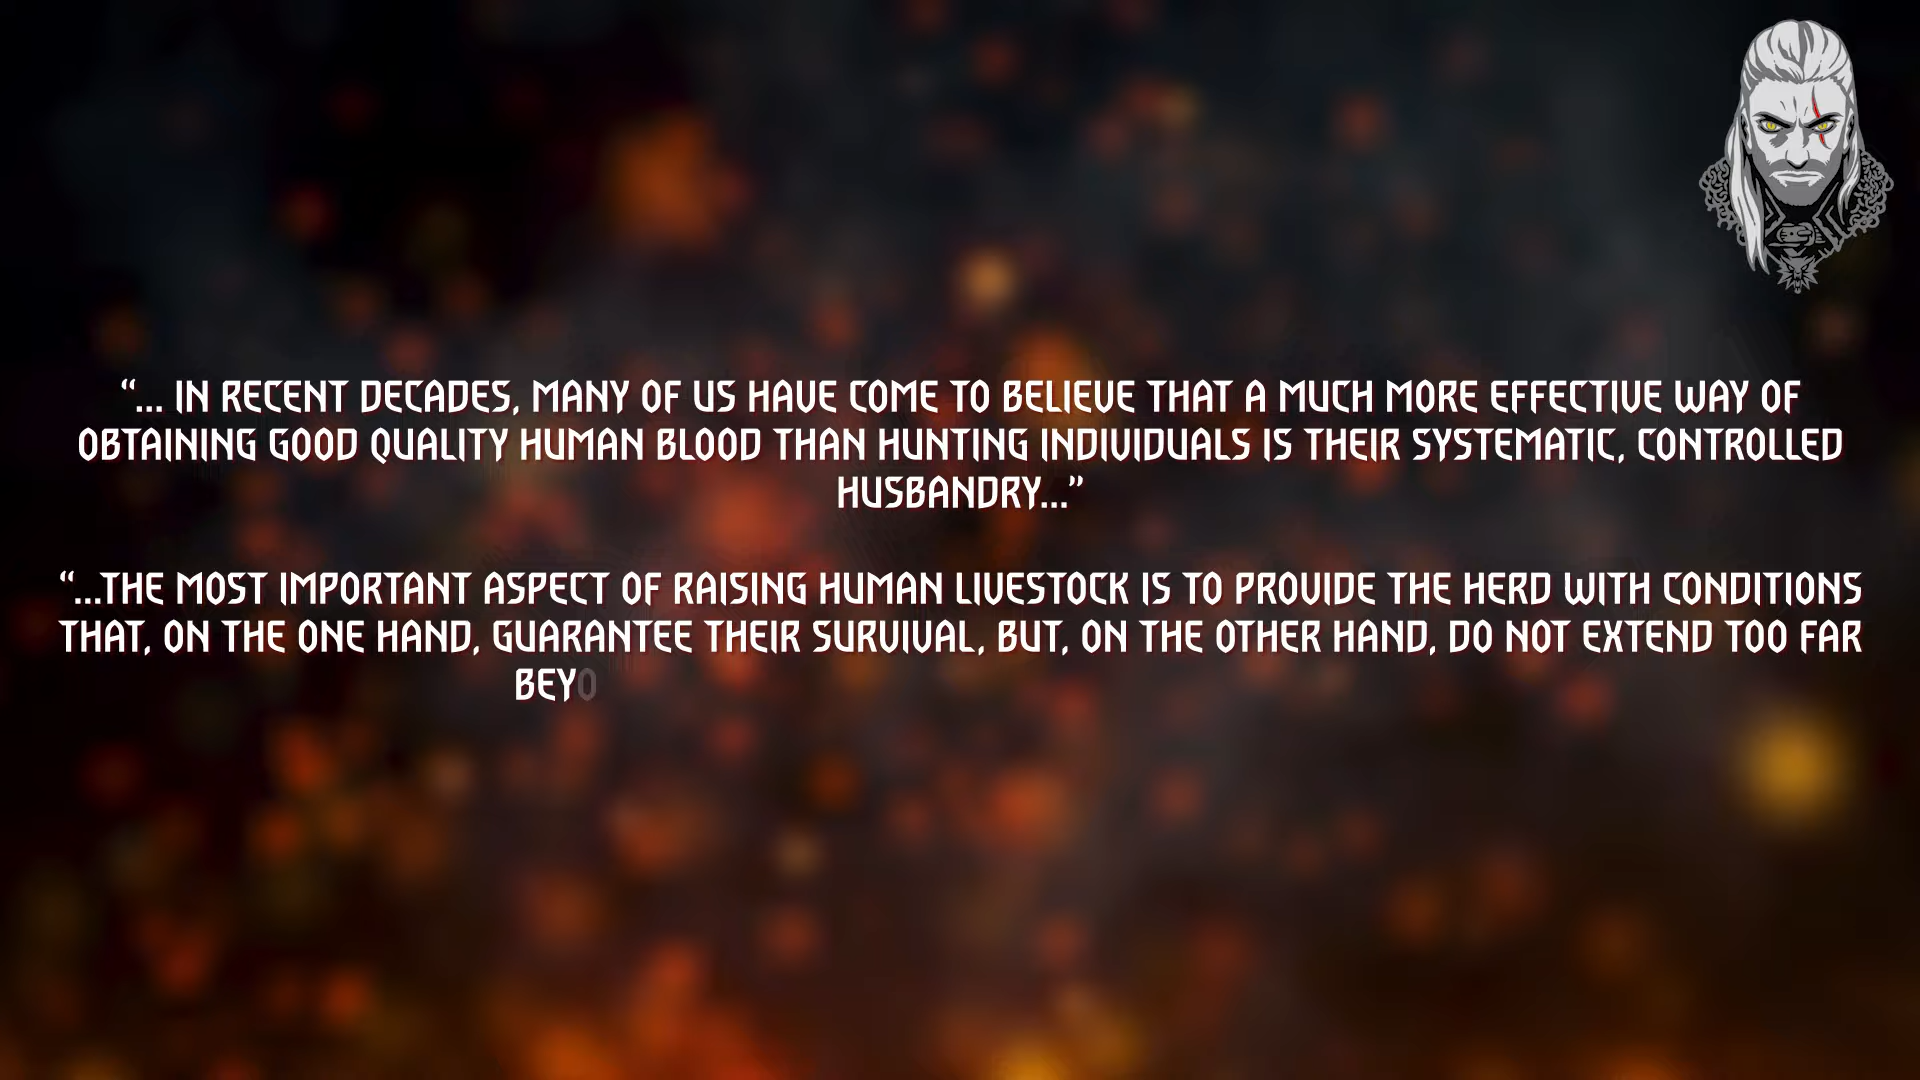 “... IN RECENT DECADES, MANY OF US HAVE COME TO BELIEVE THAT A MUCH MORE EFFECTIVE WAY OF
OBTAINING GOOD QUALITY HUMAN BLOOD THAN HUNTING INDIVIDUALS IS THEIR SYSTEMATIC, CONTROLLED
HUSBANDRY...”
“...THE MOST IMPORTANT ASPECT OF RAISING HUMAN LIVESTOCK IS TO PROVIDE THE HERD WITH CONDITIONS
THAT, ON THE ONE HAND, GUARANTEE THEIR SURVIVAL, BUT, ON THE OTHER HAND, DO NOT EXTEND TOO FAR
BEYO